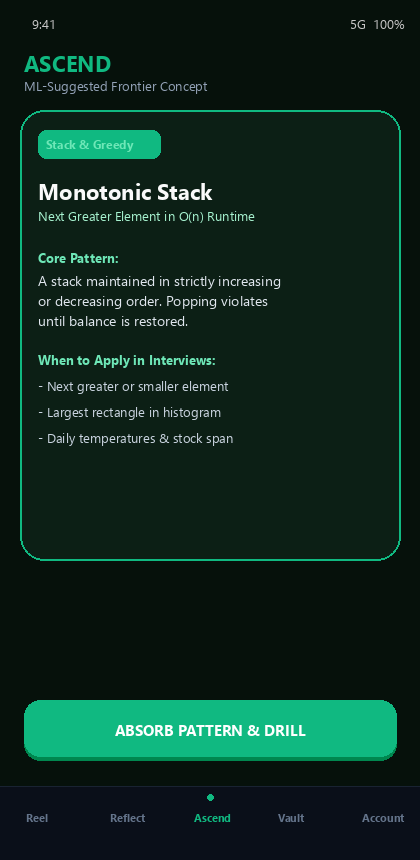 9:41
5G 100%
ASCEND
ML-Suggested Frontier Concept
Stack & Greedy
Monotonic Stack
Next Greater Element in O(n) Runtime
Core Pattern:
A stack maintained in strictly increasing
or decreasing order. Popping violates
until balance is restored.
When to Apply in Interviews:
- Next greater or smaller element
- Largest rectangle in histogram
- Daily temperatures & stock span
ABSORB PATTERN & DRILL
Reel
Reflect
Ascend
Vault
Account